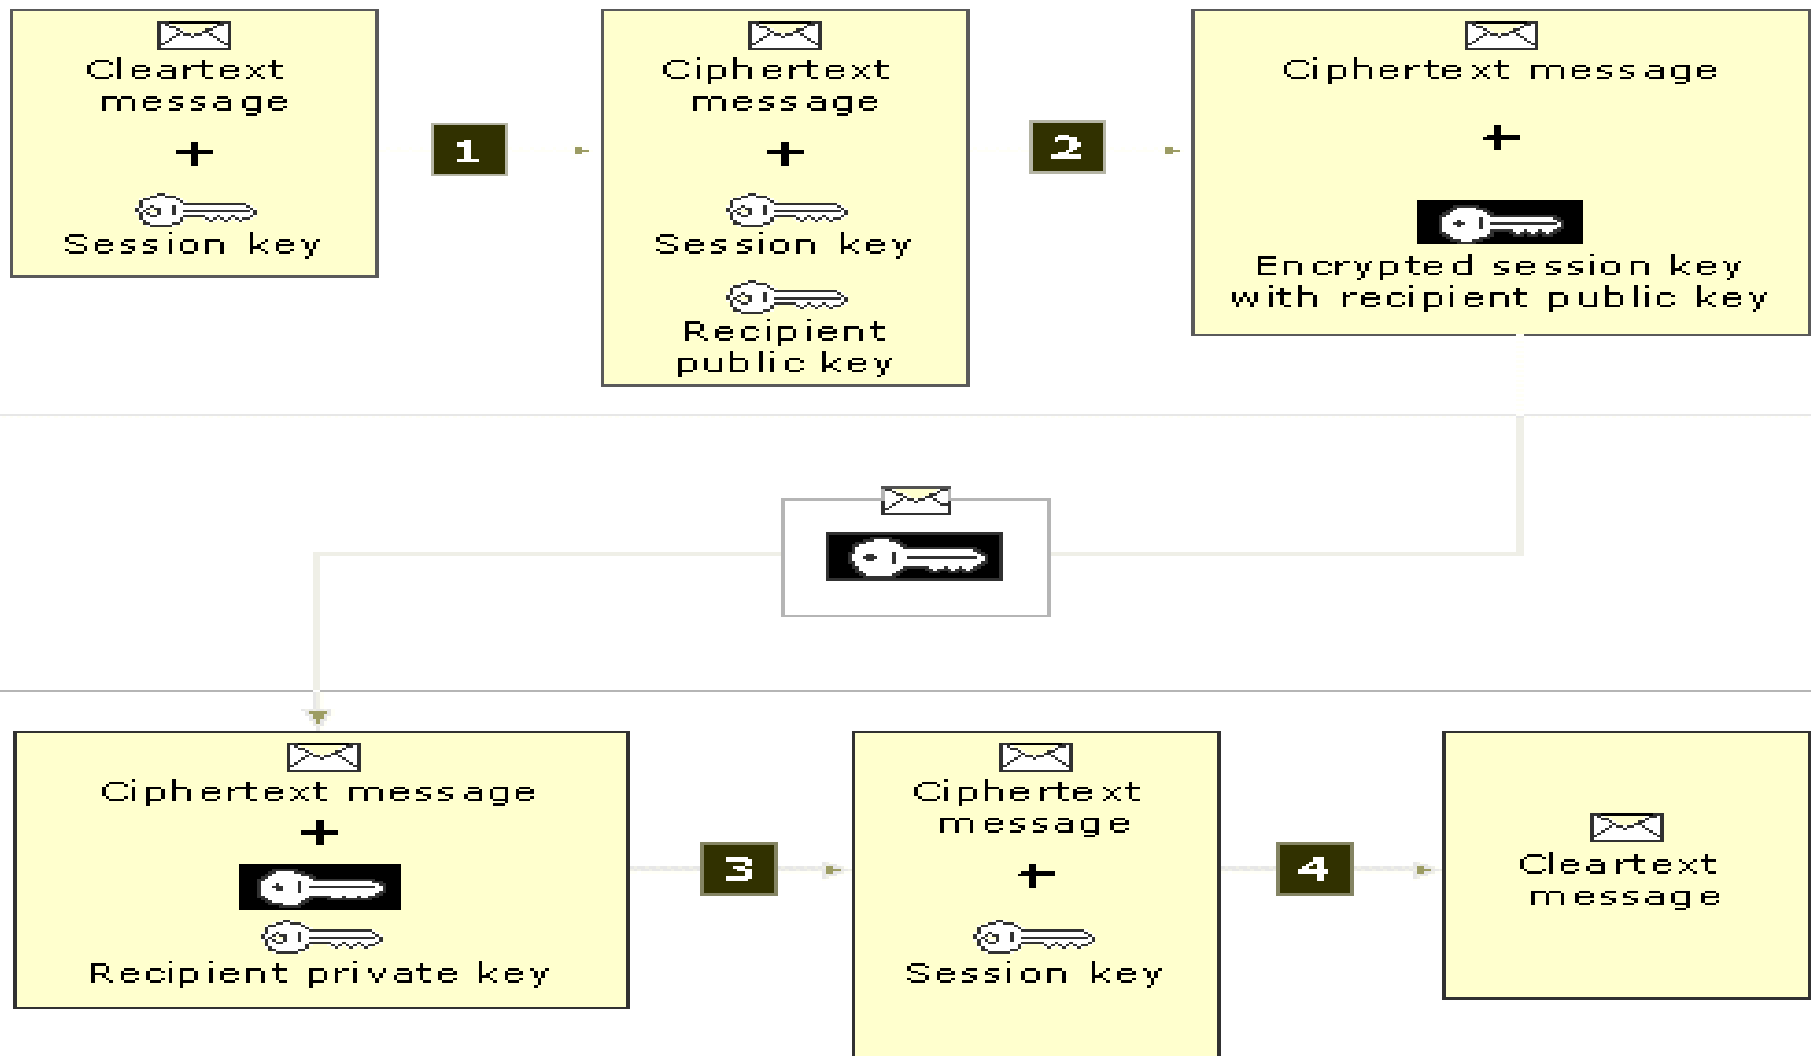 Cleartext
message
+
Session key
1
Ciphertext
message
+
Session key
Recipient
public key
2
Ciphertext message
+
Encrypted session key
with recipient public key
Ciphertext message
+
Recipient private key
3
Ciphertext
message
+
Session key
4
Cleartext
message